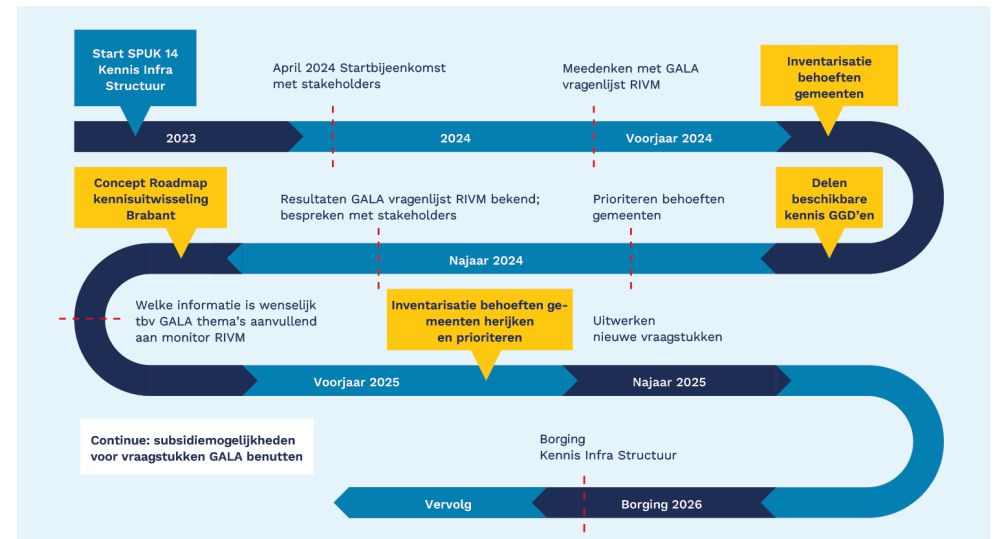 Start SPUK 14
Kennis Infra
Structuur
April 2024 Startbijeenkomst
met stakeholders
Meedenken met GALA
vragenlijst RIVM
Inventarisatie
behoeften
gemeenten
2023
2024
Voorjaar 2024
Concept Roadmap
kennisuitwisseling
Brabant
Resultaten GALA vragenlijst RIVM bekend;
bespreken met stakeholders
Prioriteren behoeften
gemeenten
Delen
beschikbare
kennis GGD’en
Najaar 2024
Welke informatie is wenselijk
tbv GALA thema’s aanvullend
aan monitor RIVM
Inventarisatie behoeften ge-
meenten herijken
en prioriteren
Uitwerken
nieuwe vraagstukken
Voorjaar 2025
Najaar 2025
Continue: subsidiemogelijkheden
voor vraagstukken GALA benutten
Borging
Kennis Infra Structuur
Vervolg
Borging 2026